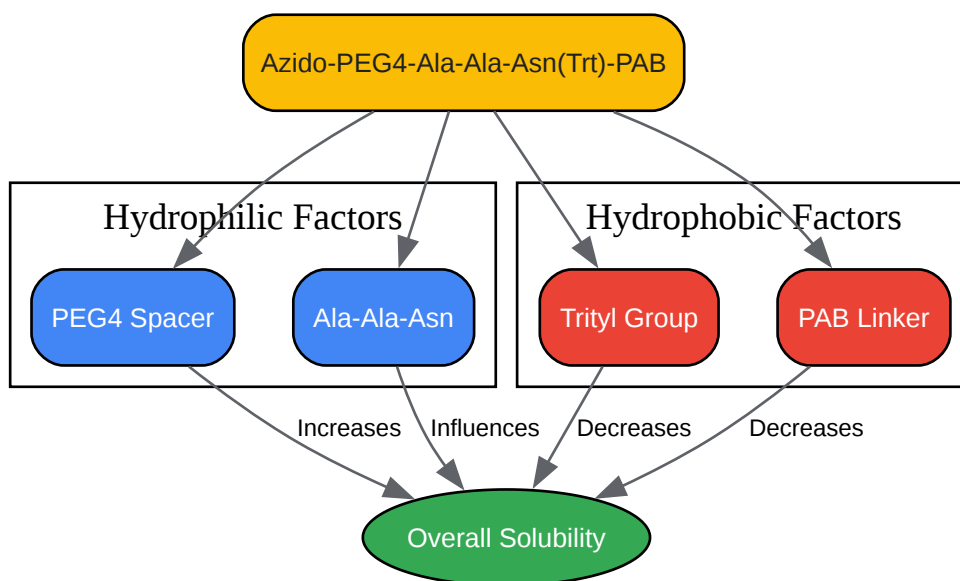 Azido-PEG4-Ala-Ala-Asn(Trt)-PAB
Hydrophilic Factors
Hydrophobic Factors
PEG4 Spacer
Ala-Ala-Asn
Trityl Group
PAB Linker
Increases
Influences
Decreases
Decreases
Overall Solubility